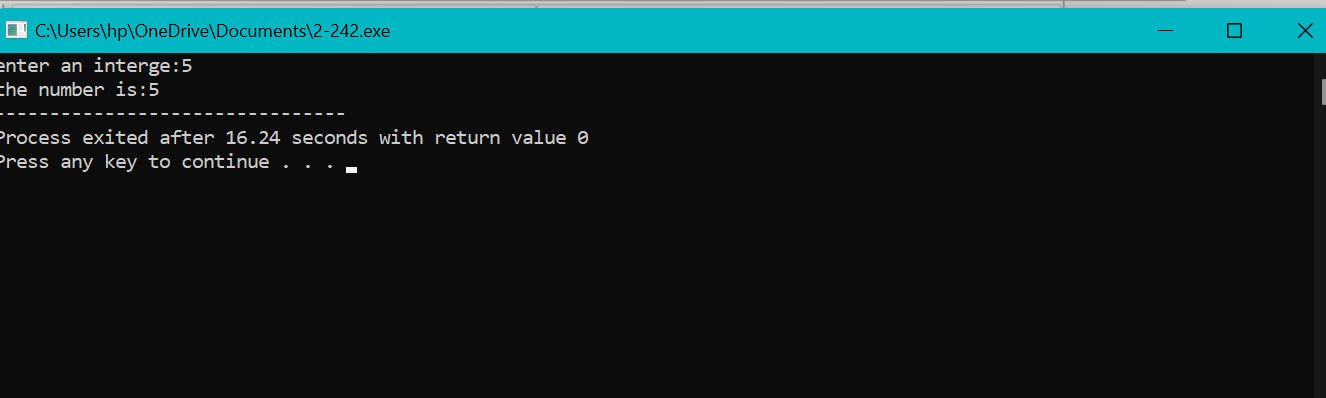 C:\Users\hp\OneDrive\Documents\2-242.exe
enter an interge:5
the number is:5
--------------------------------
Process exited after 16.24 seconds with return value 0
Press any key to continue . . .